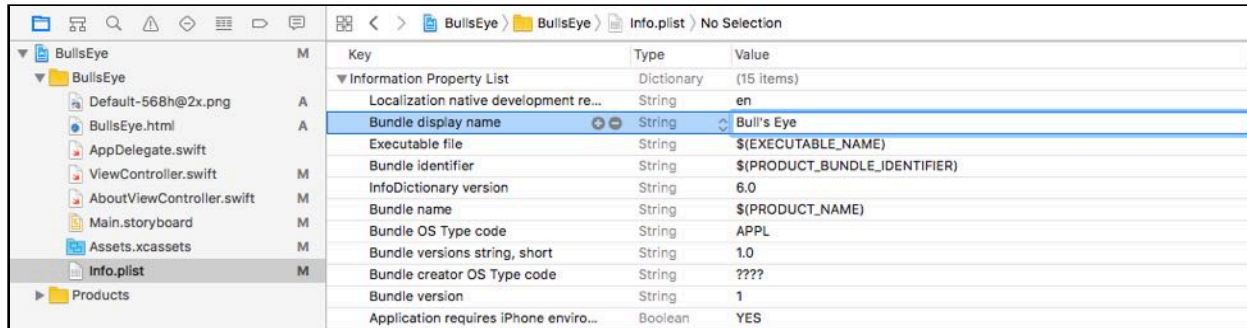 BullsEye BullsEye Info.plist No Selection
BullsEye M
BullsEye
Default-568h@2x.png A
BullsEye.html A
AppDelegate.swift
ViewController.swift M
AboutViewController.swift M
Main.storyboard M
Assets.xcassets M
Info.plist M
Products
Key Type Value
Information Property List Dictionary (15 items)
Localization native development re... String en
Bundle display name String Bull's Eye
Executable file String $(EXECUTABLE_NAME)
Bundle identifier String $(PRODUCT_BUNDLE_IDENTIFIER)
InfoDictionary version String 6.0
Bundle name String $(PRODUCT_NAME)
Bundle OS Type code String APPL
Bundle versions string, short String 1.0
Bundle creator OS Type code String ????
Bundle version String 1
Application requires iPhone enviro... Boolean YES